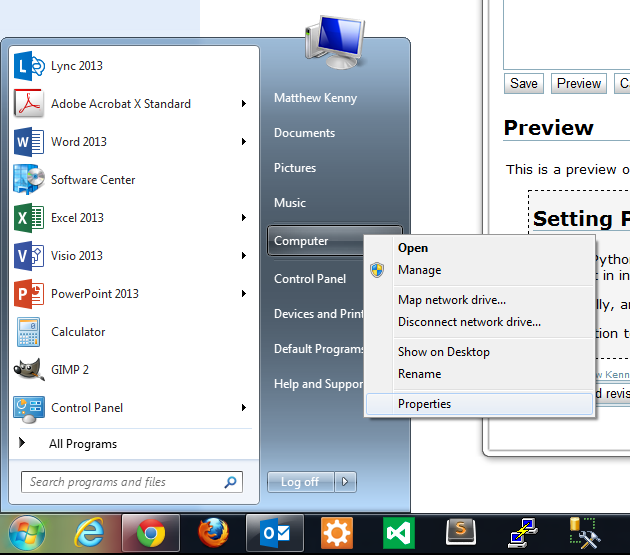 Lync 2013
Adobe Acrobat X Standard
Word 2013
Software Center
Excel 2013
Visio 2013
PowerPoint 2013
Calculator
GIMP 2
Control Panel
All Programs
Search programs and files
Matthew Kenny
Documents
Pictures
Music
Computer
Control Panel
Devices and Print
Default Programs
Help and Suppor
Log off
Open
Manage
Map network drive...
Disconnect network drive...
Show on Desktop
Rename
Properties
Save
Preview
C
Preview
This is a preview o
Setting P
Pytho
t in in
lly, a
tion t
w Kenn
d revis